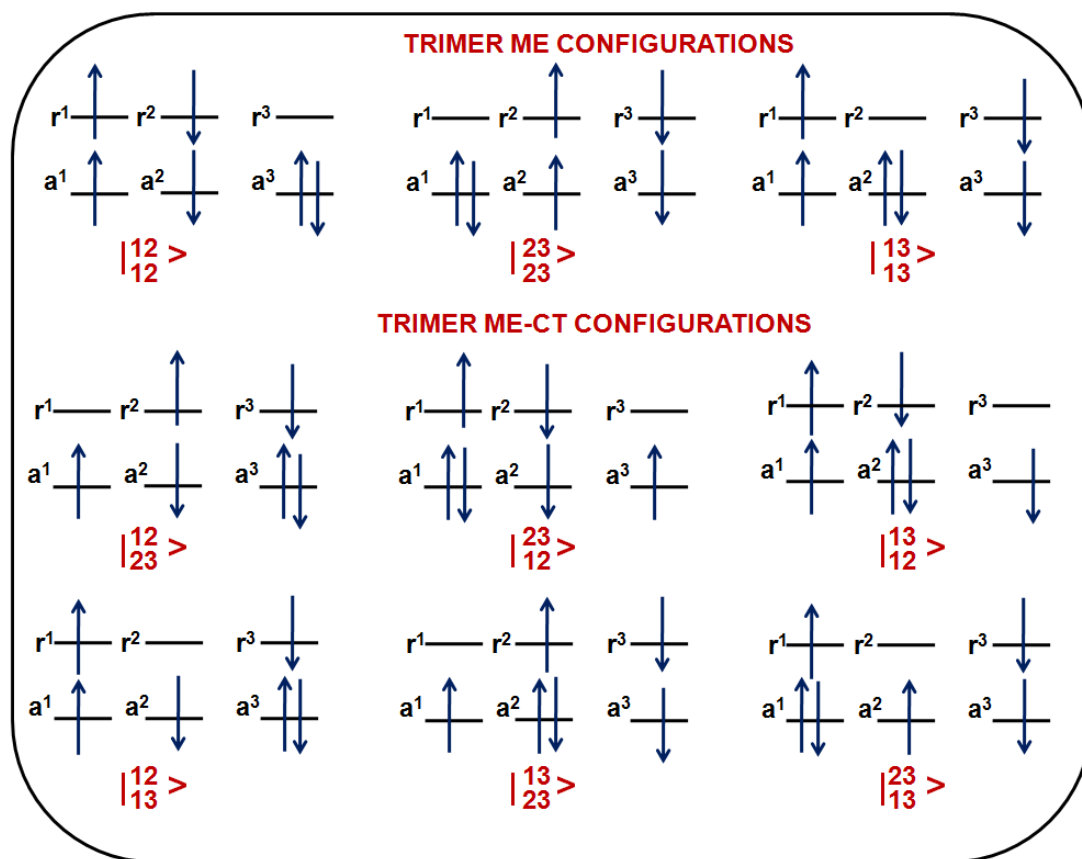 TRIMER ME CONFIGURATIONS
r¹ r² r³ r¹ r² r³ r¹ r² r³
a¹ a² a³ a¹ a² a³ a¹ a² a³
|12 > |23 > |13 >
12 23 13
TRIMER ME-CT CONFIGURATIONS
r¹ r² r³ r¹ r² r³ r¹ r² r³
a¹ a² a³ a¹ a² a³ a¹ a² a³
|12 > |23 > |13 >
23 12 12
r¹ r² r³ r¹ r² r³ r¹ r² r³
a¹ a² a³ a¹ a² a³ a¹ a² a³
|12 > |13 > |23 >
13 23 13